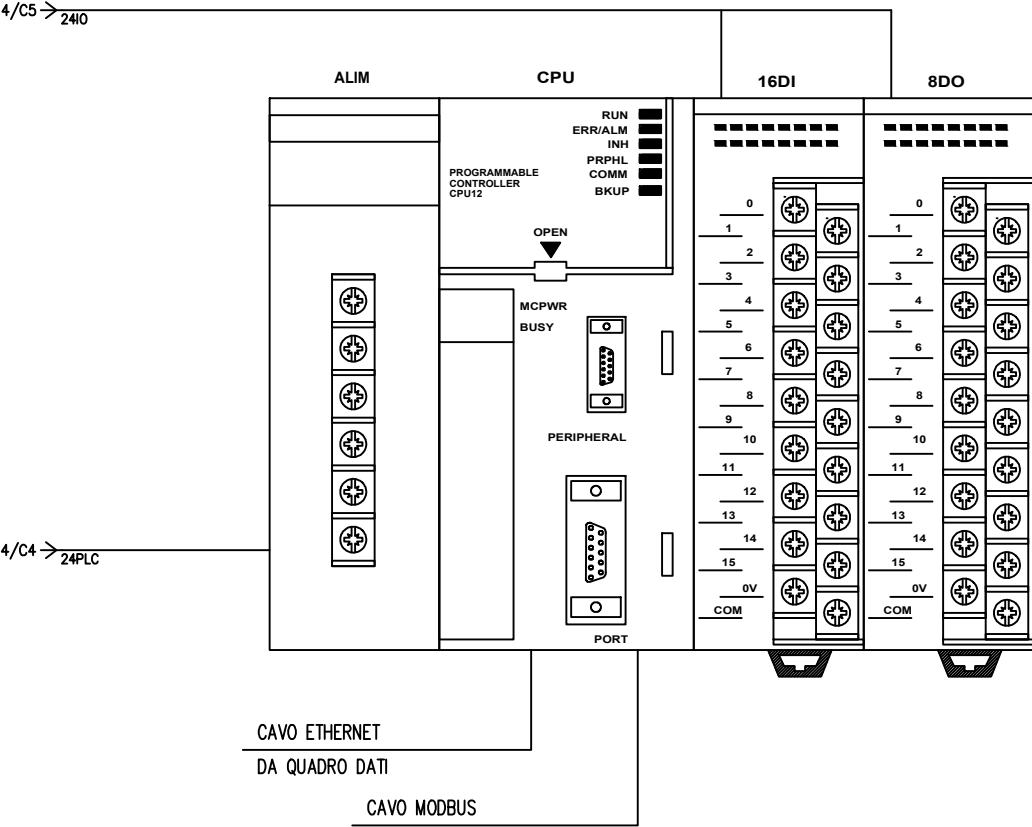 4/C5
24IO
ALIM
CPU
16DI
8DO
RUN
ERR/ALM
INH
PRPHL
COMM
BKUP
PROGRAMMABLE
CONTROLLER
CPU12
OPEN
MCPWR
BUSY
PERIPHERAL
PORT
0
1
2
3
4
5
6
7
8
9
10
11
12
13
14
15
0V
COM
0
1
2
3
4
5
6
7
8
9
10
11
12
13
14
15
0V
COM
4/C4
24PLC
CAVO ETHERNET
DA QUADRO DATI
CAVO MODBUS